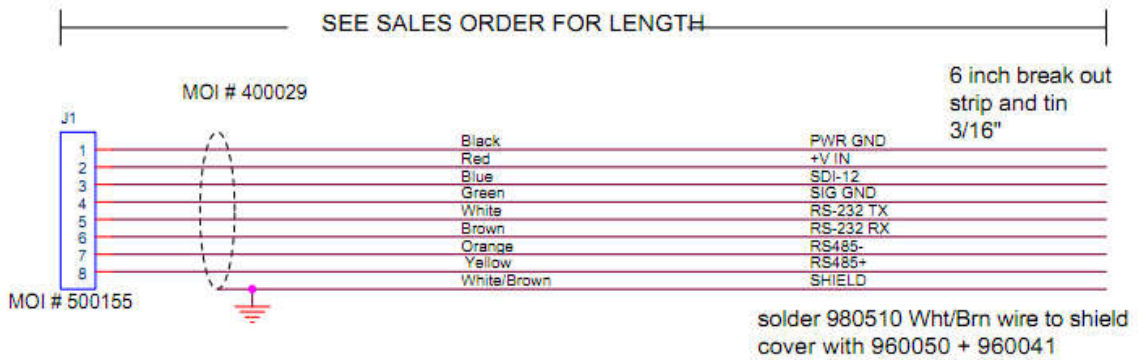 SEE SALES ORDER FOR LENGTH
6 inch break out
strip and tin
3/16"
MOI # 400029
J1
1 Black PWR GND
2 Red +V IN
3 Blue SDI-12
4 Green SIG GND
5 White RS-232 TX
6 Brown RS-232 RX
7 Orange RS485-
8 Yellow RS485+
White/Brown SHIELD
MOI # 500155
solder 980510 Wht/Brn wire to shield
cover with 960050 + 960041